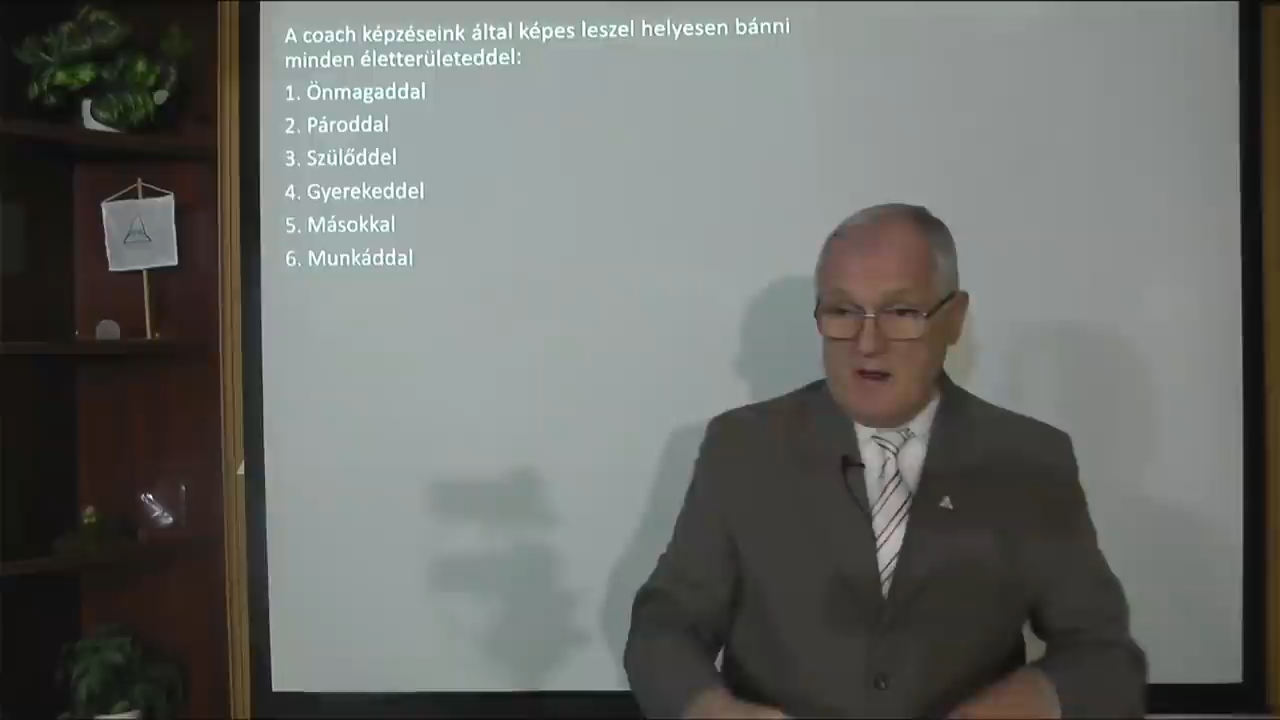 A coach képzéseink által képes leszel helyesen bánni
minden életterületeddel:
1. Önmagaddal
2. Pároddal
3. Szülőddel
4. Gyerekeddel
5. Másokkal
6. Munkáddal